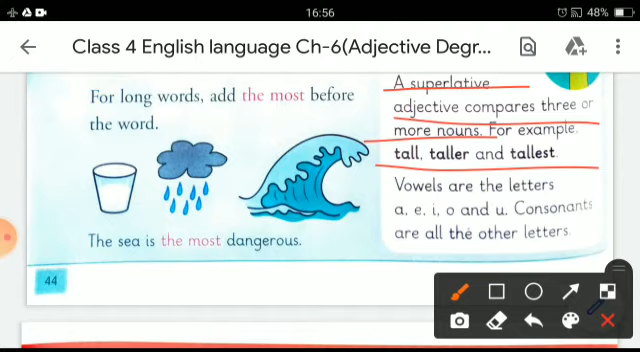 16:56
48%
Class 4 English language Ch-6(Adjective Degr...
For long words, add the most before
the word.
The sea is the most dangerous.
44
A superlative
adjective compares three or
more nouns. For example,
tall, taller and tallest.
Vowels are the letters
a, e, i, o and u. Consonants
are all the other letters.